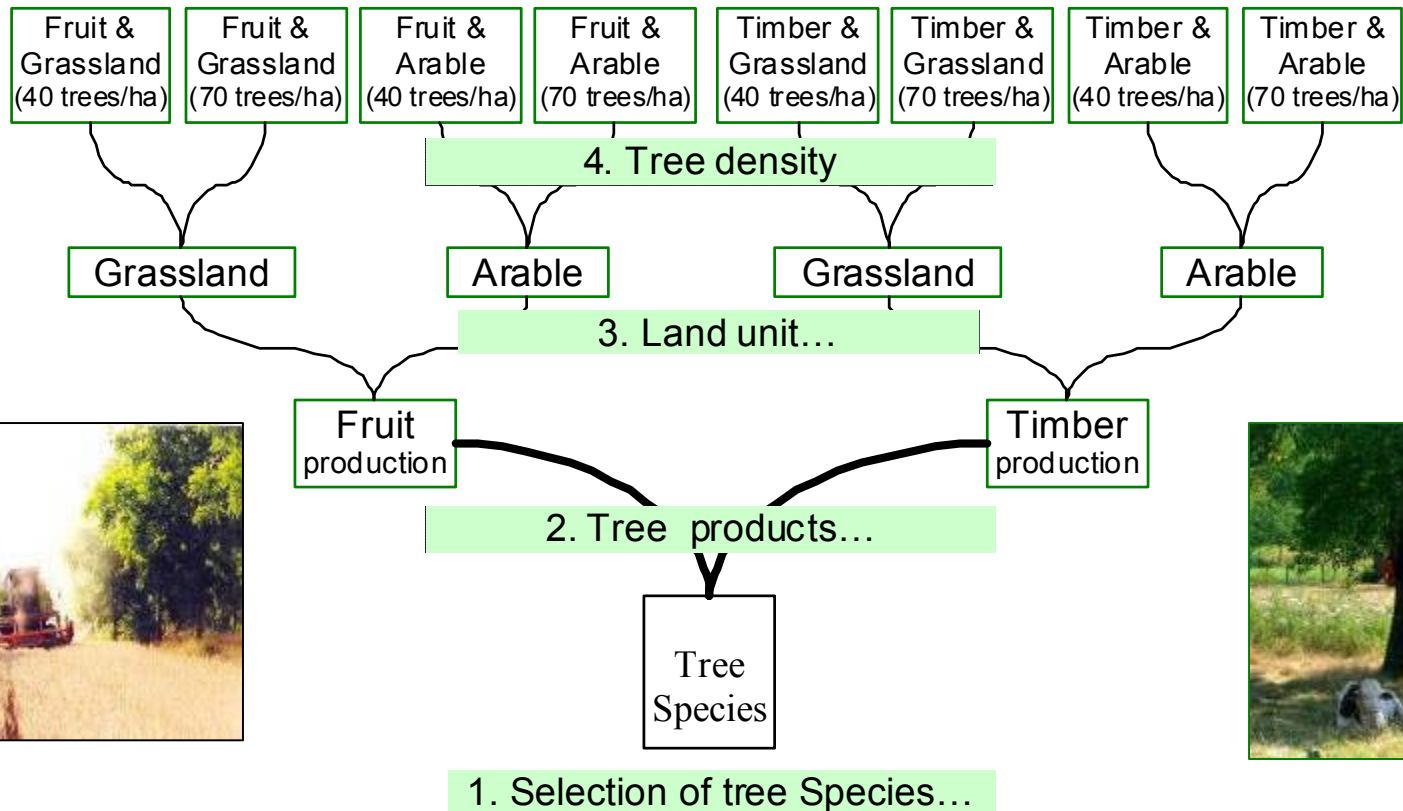 Fruit &
Grassland
(40 trees/ha)
Fruit &
Grassland
(70 trees/ha)
Fruit &
Arable
(40 trees/ha)
Fruit &
Arable
(70 trees/ha)
Timber &
Grassland
(40 trees/ha)
Timber &
Grassland
(70 trees/ha)
Timber &
Arable
(40 trees/ha)
Timber &
Arable
(70 trees/ha)
4. Tree density
Grassland
Arable
Grassland
Arable
3. Land unit…
Fruit
production
Timber
production
2. Tree products…
Tree
Species
1. Selection of tree Species…